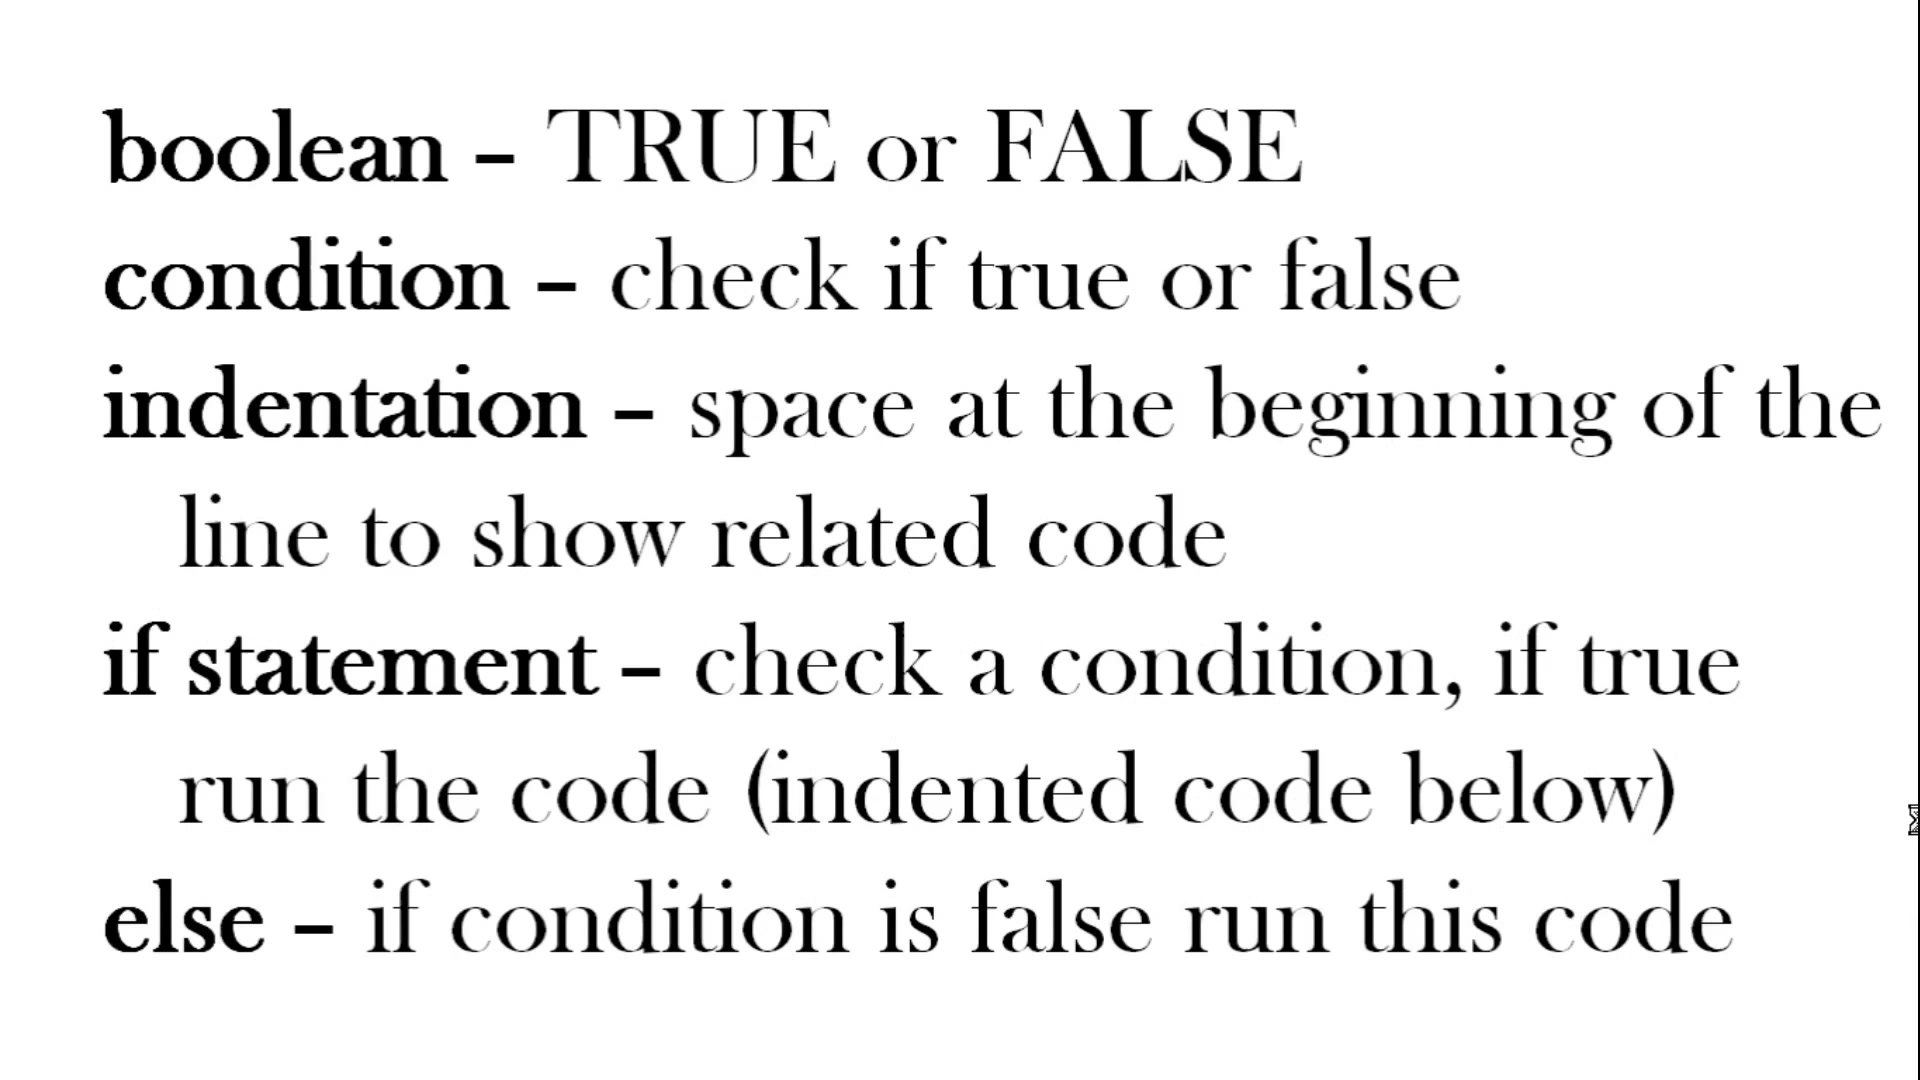 boolean – TRUE or FALSE
condition – check if true or false
indentation – space at the beginning of the
line to show related code
if statement – check a condition, if true
run the code (indented code below)
else – if condition is false run this code